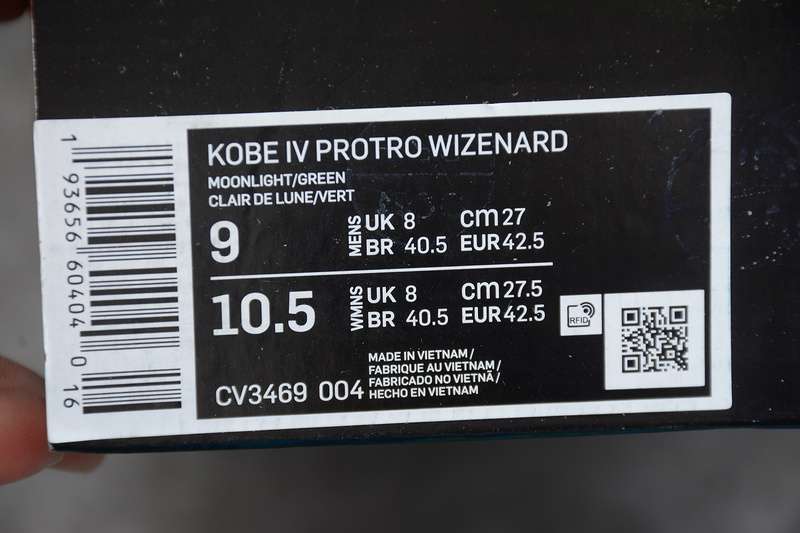 KOBE IV PROTRO WIZENARD
MOONLIGHT/GREEN
CLAIR DE LUNE/VERT
9 MENS UK 8 cm 27
BR 40.5 EUR 42.5
10.5 WMNS UK 8 cm 27.5
BR 40.5 EUR 42.5
RFID
MADE IN VIETNAM/
FABRIQUE AU VIETNAM/
FABRICADO NO VIETNÃ/
HECHO EN VIETNAM
CV3469 004
1 93656 60404 0 16